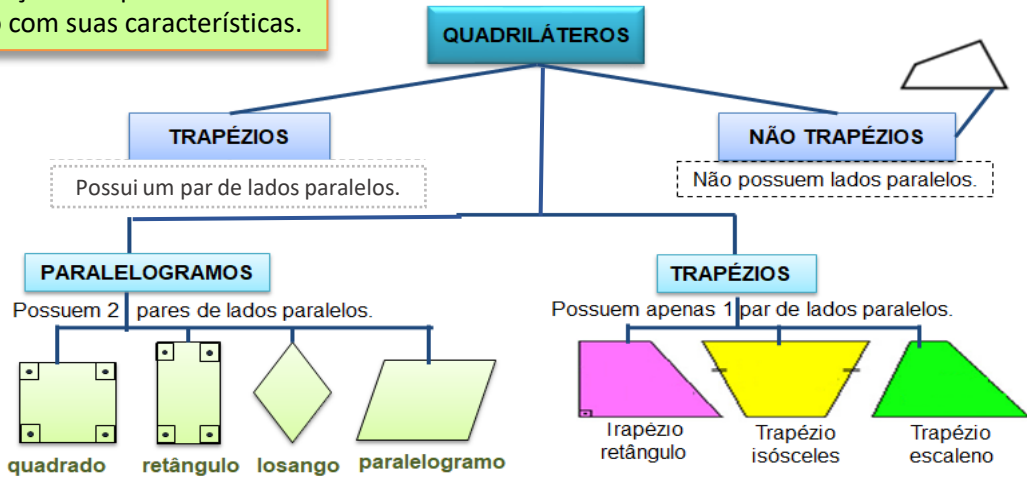 com suas características.
QUADRILÁTEROS
TRAPÉZIOS
NÃO TRAPÉZIOS
Possui um par de lados paralelos.
Não possuem lados paralelos.
PARALELOGRAMOS
TRAPÉZIOS
Possuem 2 pares de lados paralelos.
Possuem apenas 1 par de lados paralelos.
quadrado
retângulo
losango
paralelogramo
Trapézio
retângulo
Trapézio
isósceles
Trapézio
escaleno